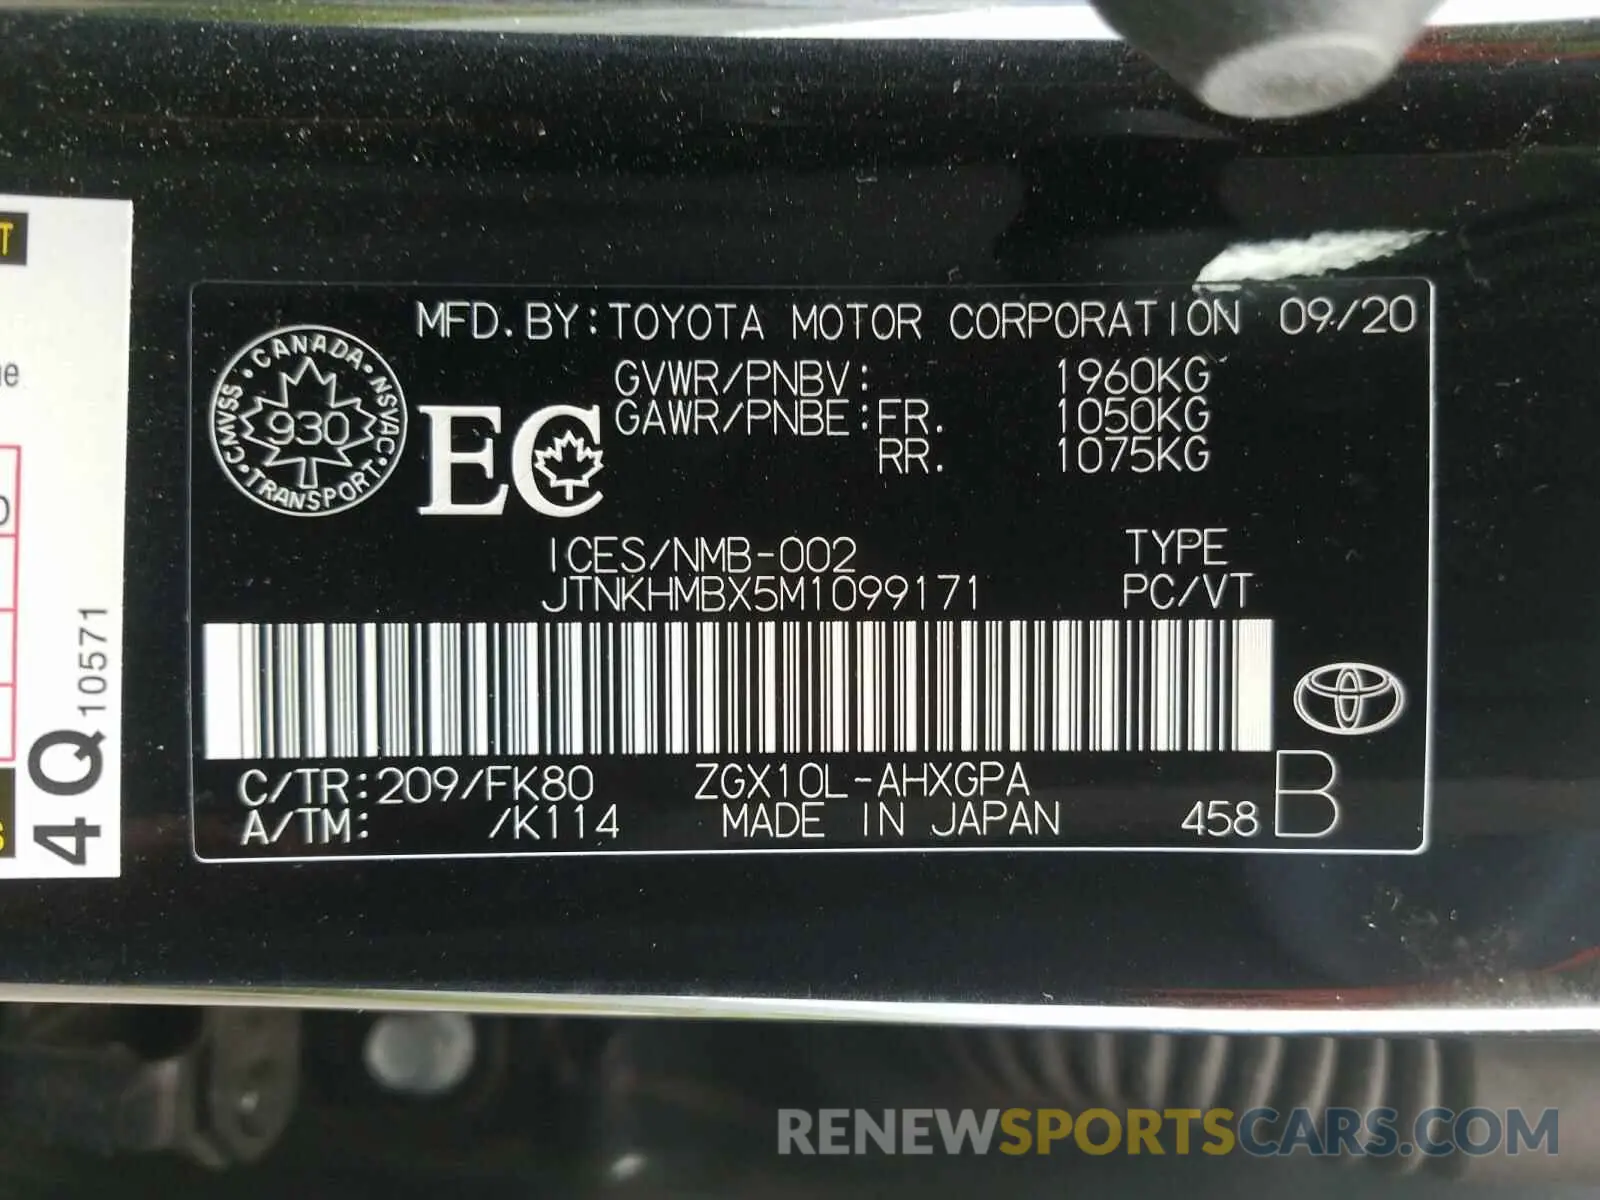 MFD. BY: TOYOTA MOTOR CORPORATION 09/20
GVWR/PNBV: 1960KG
GAWR/PNBE: FR. 1050KG
RR. 1075KG
CANADA · NSVAC · TRANSPORT · CMVSS ·
930
EC
ICES/NMB-002
JTNKHMBX5M1099171
TYPE
PC/VT
C/TR: 209/FK80 ZGX10L-AHXGPA
A/TM: /K114 MADE IN JAPAN 458 B
4Q 10571
RENEWSPORTSCARS.COM